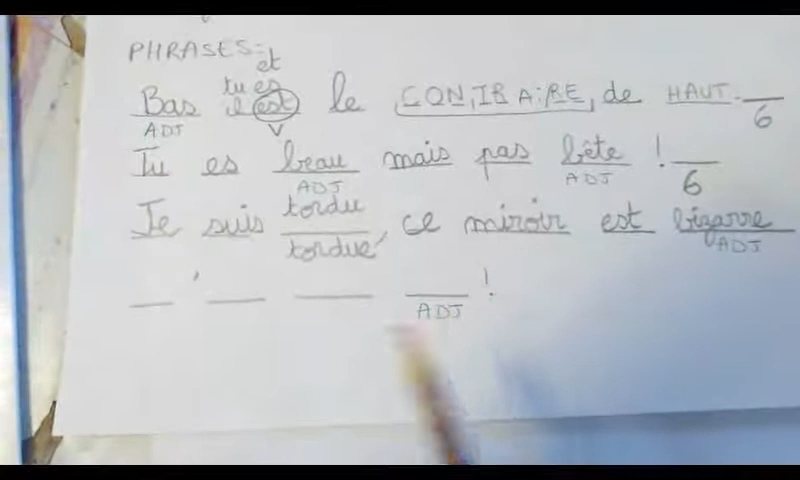 PHRASES:
et
tu es
Bas il est le CONTRAIRE, de HAUT. 6
ADJ V
Tu es beau mais pas bête ! 6
ADJ ADJ
tordu
Je suis tordue, ce miroir est bizarre
ADJ
' !
ADJ